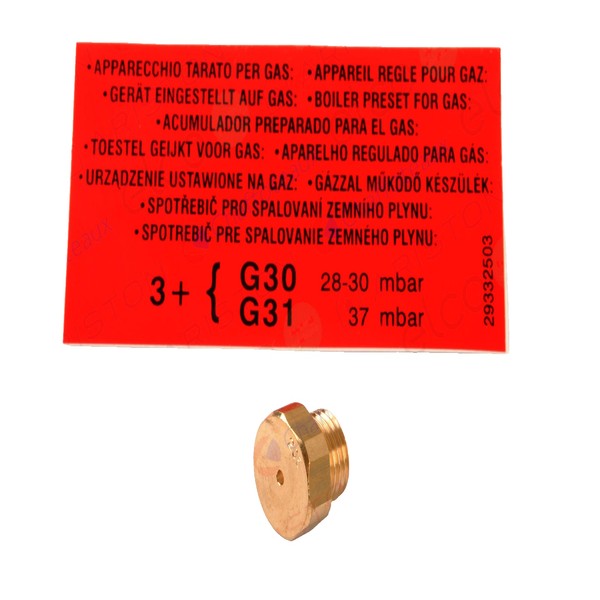 •APPARECCHIO TARATO PER GAS: •APPAREIL REGLE POUR GAZ:
•GERÄT EINGESTELLT AUF GAS: •BOILER PRESET FOR GAS:
•ACUMULADOR PREPARADO PARA EL GAS:
•TOESTEL GEIJKT VOOR GAS: •APARELHO REGULADO PARA GÁS:
•URZĄDZENIE USTAWIONE NA GAZ: •GÁZZAL MŰKÖDŐ KÉSZÜLÉK:
•SPOTŘEBIČ PRO SPALOVANÍ ZEMNÍHO PLYNU:
•SPOTREBIČ PRE SPALOVANIE ZEMNÉHO PLYNU:
3+ { G30 28-30 mbar
G31 37 mbar
29332503